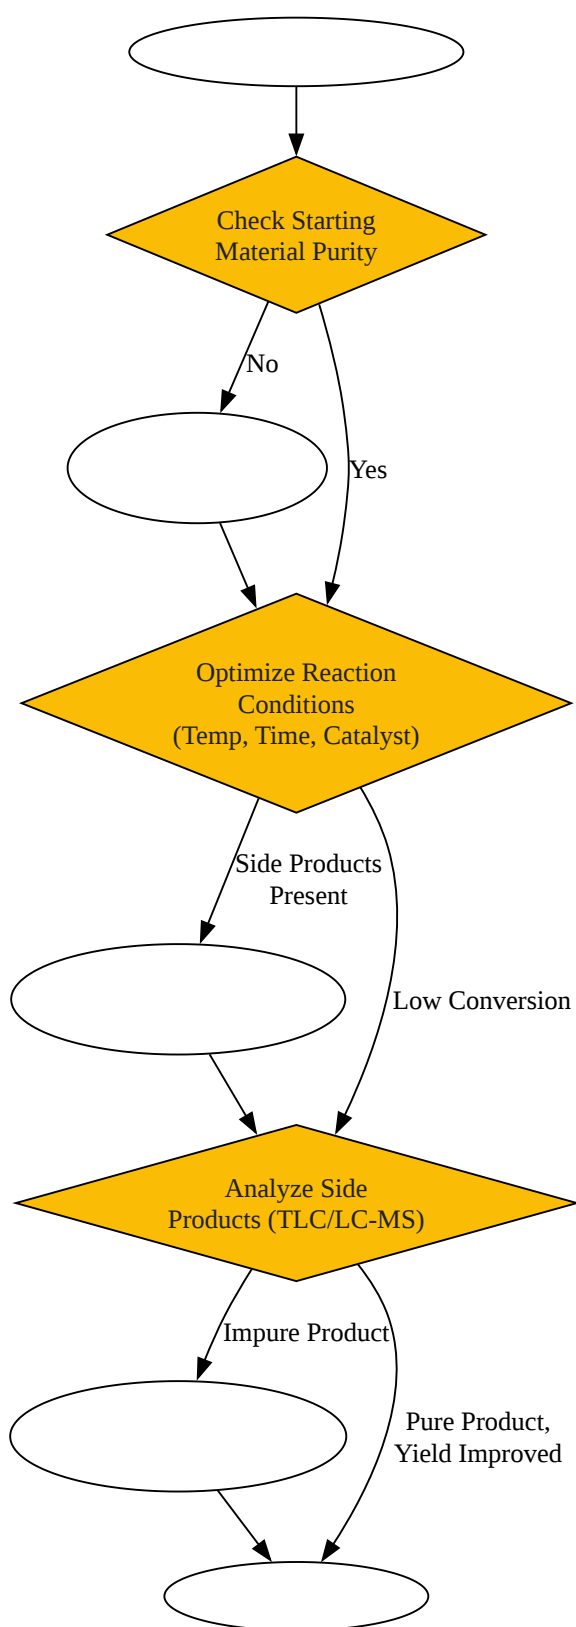 Check Starting
Material Purity
No
Yes
Optimize Reaction
Conditions
(Temp, Time, Catalyst)
Side Products
Present
Low Conversion
Analyze Side
Products (TLC/LC-MS)
Impure Product
Pure Product,
Yield Improved